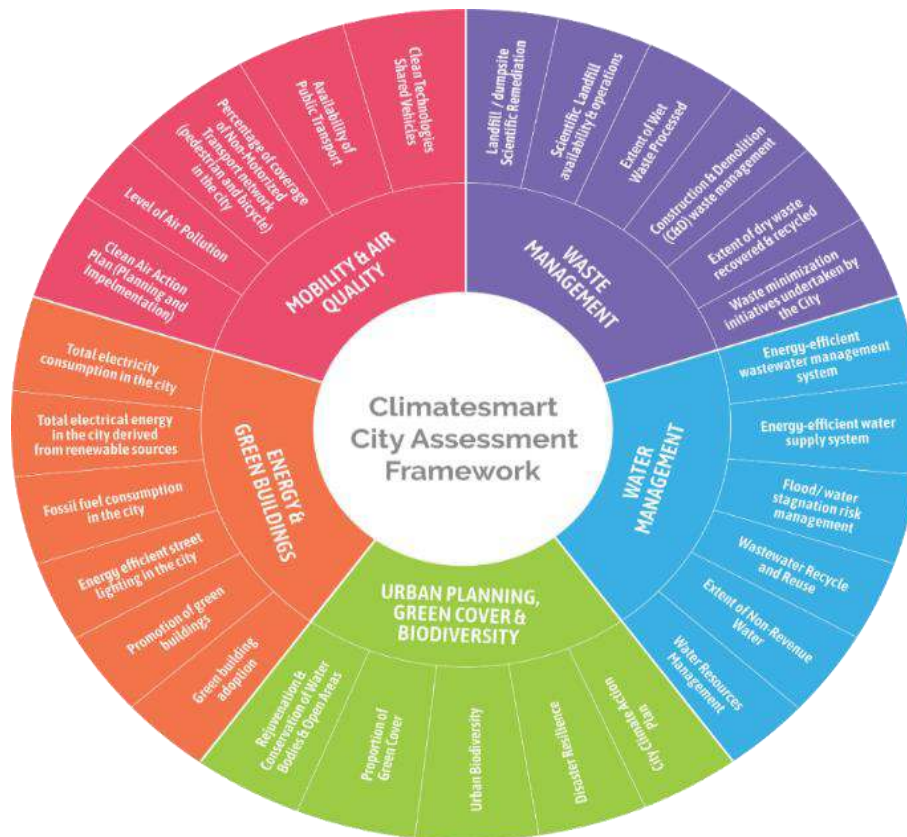 Climatesmart
City Assessment
Framework
MOBILITY & AIR
QUALITY
Clean Air Action
Plan (Planning and
Impelmentation)
Level of Air Pollution
Percentage of coverage
of Non-Motorized
Transport network
(pedestrian and bicycle)
in the city
Availability of
Public Transport
Clean Technologies
Shared Vehicles
WASTE
MANAGEMENT
Landfill / dumpsite
Scientific Remediation
Scientific Landfill
availability & operations
Extent of Wet
Waste Processed
Construction & Demolition
(C&D) waste management
Extent of dry waste
recovered & recycled
Waste minimization
initiatives undertaken by
the City
WATER
MANAGEMENT
Energy-efficient
wastewater management
system
Energy-efficient water
supply system
Flood/water
stagnation risk
management
Wastewater Recycle
and Reuse
Extent of Non-Revenue
Water
Water Resources
Management
URBAN PLANNING,
GREEN COVER &
BIODIVERSITY
City Climate Action
Plan
Disaster Resilience
Urban Biodiversity
Proportion of
Green Cover
Rejuvenation &
Conservation of Water
Bodies & Open Areas
ENERGY &
GREEN BUILDINGS
Green building
adoption
Promotion of green
buildings
Energy efficient street
lighting in the city
Fossil fuel consumption
in the city
Total electrical energy
in the city derived
from renewable sources
Total electricity
consumption in the city